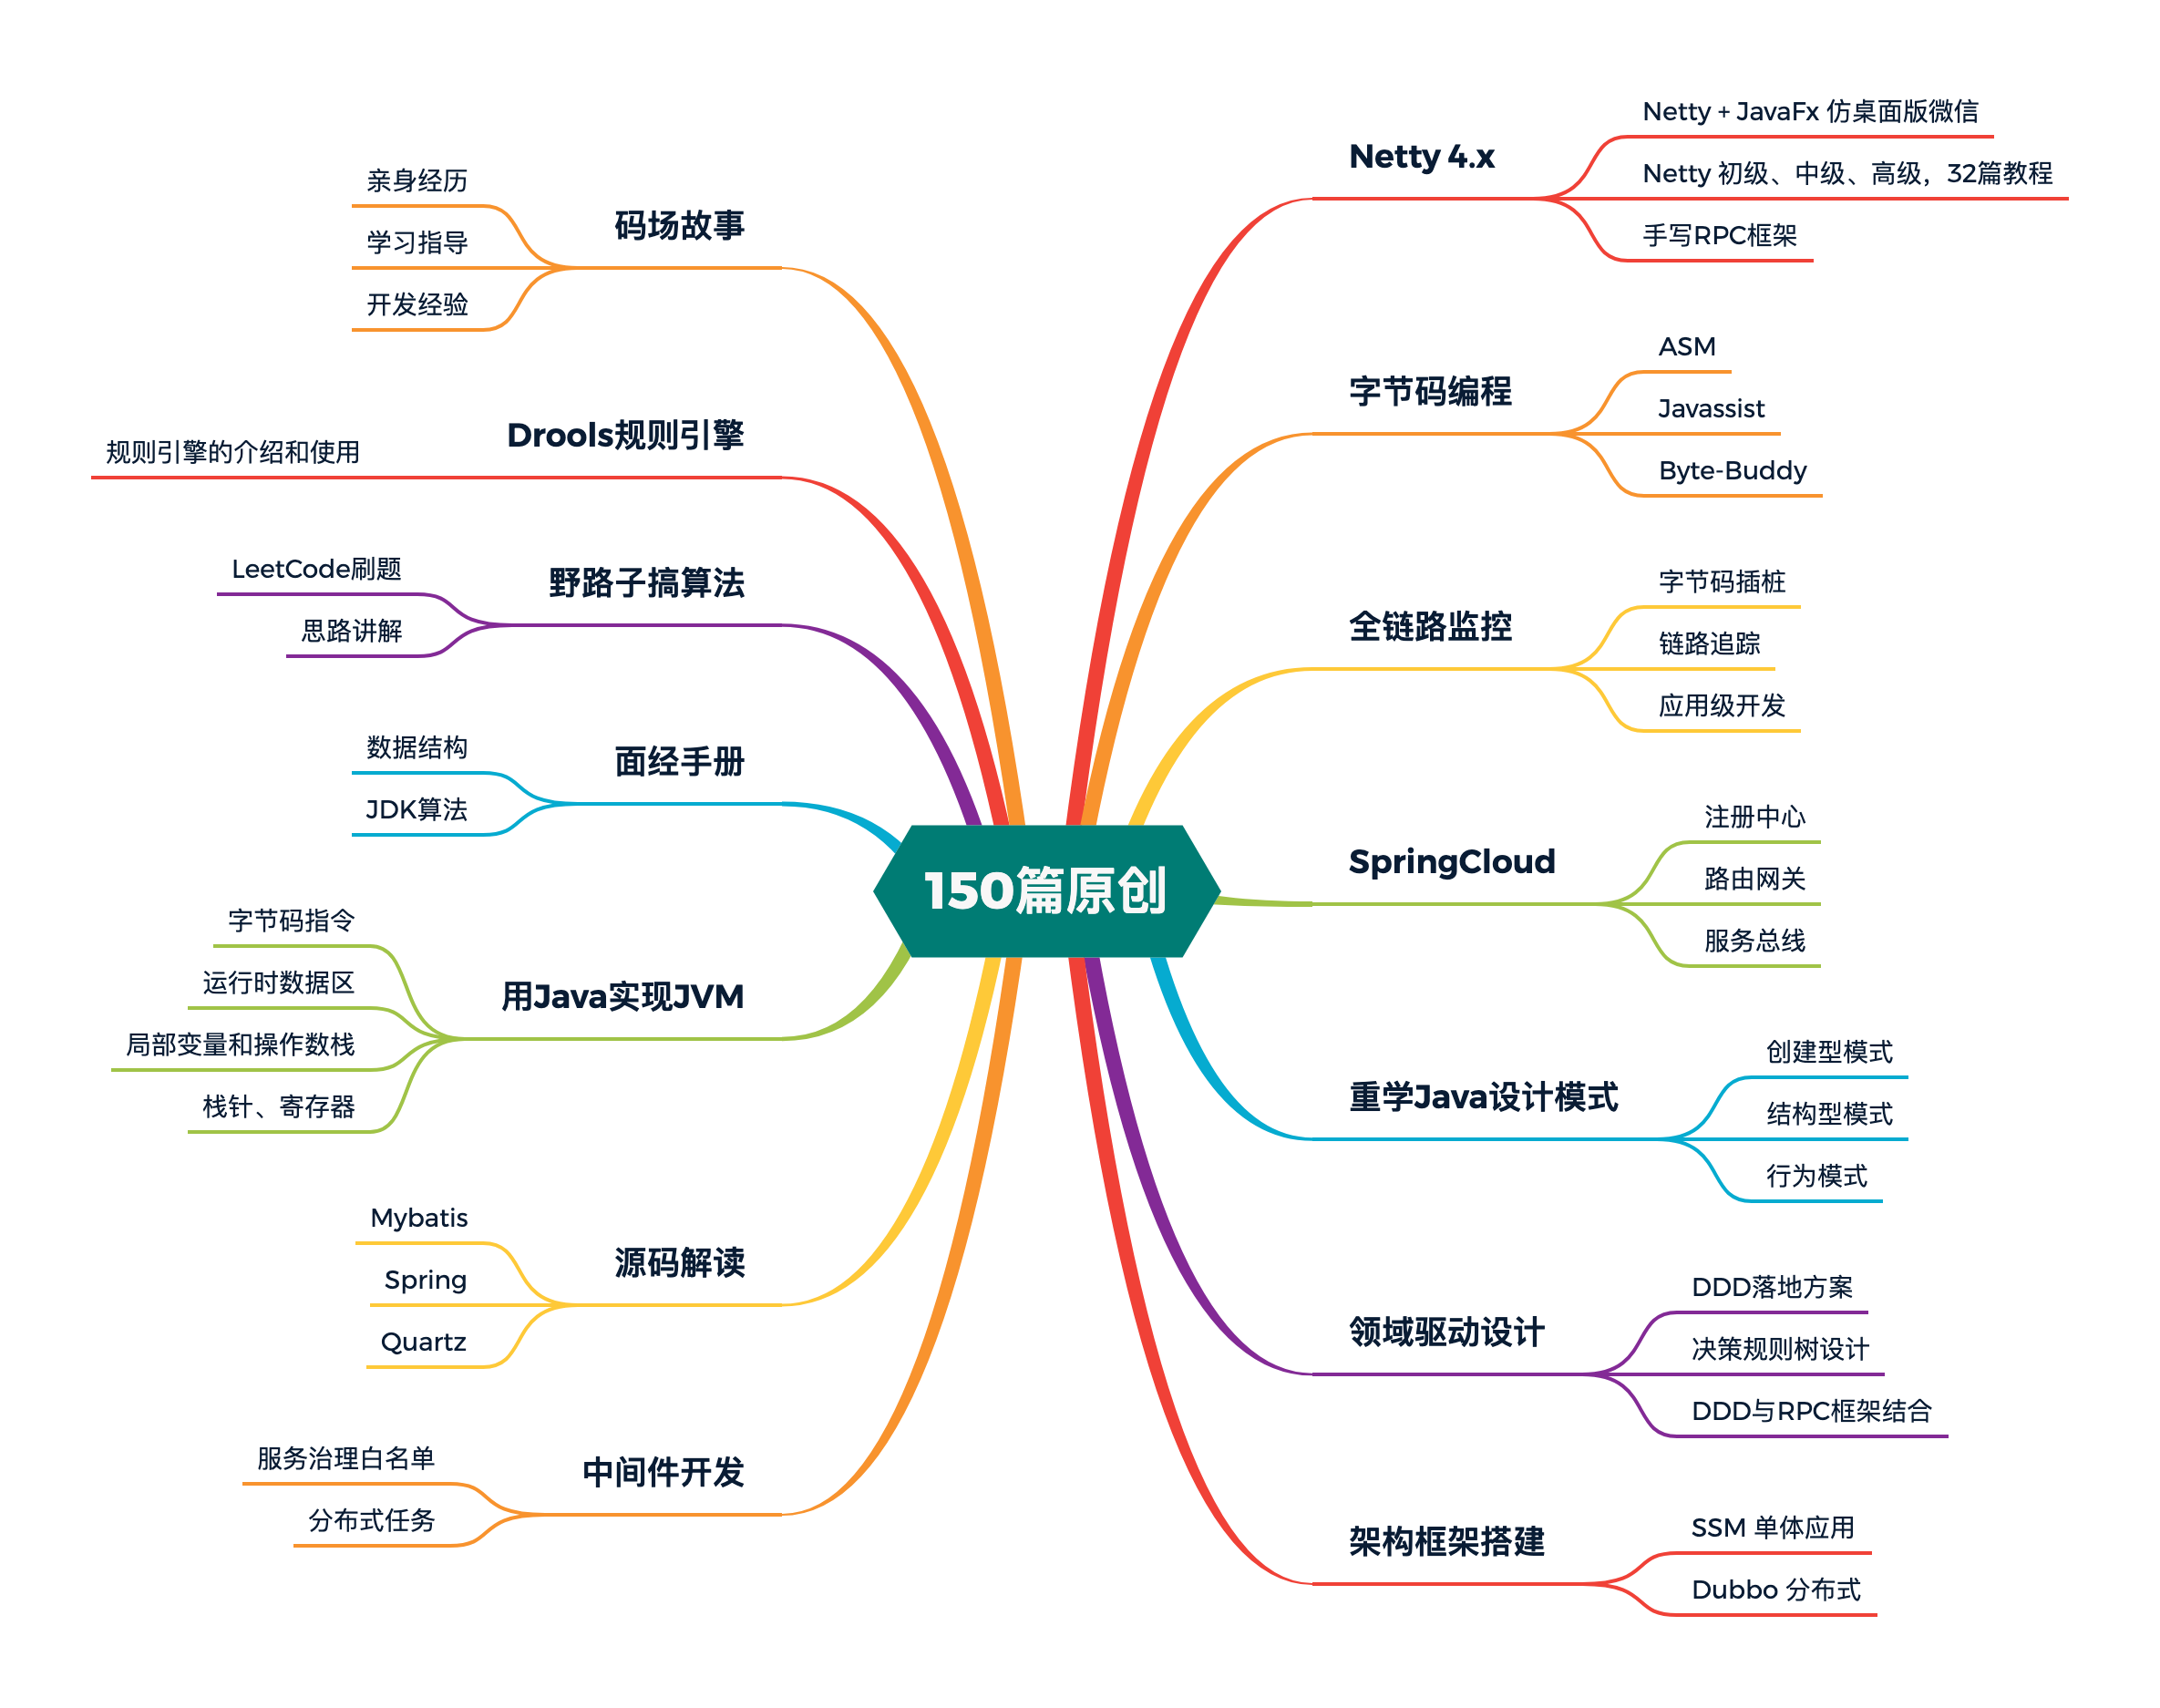 150篇原创
Netty 4.x
Netty + JavaFx 仿桌面版微信
Netty 初级、中级、高级，32篇教程
手写RPC框架
字节码编程
ASM
Javassist
Byte-Buddy
全链路监控
字节码插桩
链路追踪
应用级开发
SpringCloud
注册中心
路由网关
服务总线
重学Java设计模式
创建型模式
结构型模式
行为模式
领域驱动设计
DDD落地方案
决策规则树设计
DDD与RPC框架结合
架构框架搭建
SSM 单体应用
Dubbo 分布式
码场故事
亲身经历
学习指导
开发经验
Drools规则引擎
规则引擎的介绍和使用
野路子搞算法
LeetCode刷题
思路讲解
面经手册
数据结构
JDK算法
用Java实现JVM
字节码指令
运行时数据区
局部变量和操作数栈
栈针、寄存器
源码解读
Mybatis
Spring
Quartz
中间件开发
服务治理白名单
分布式任务